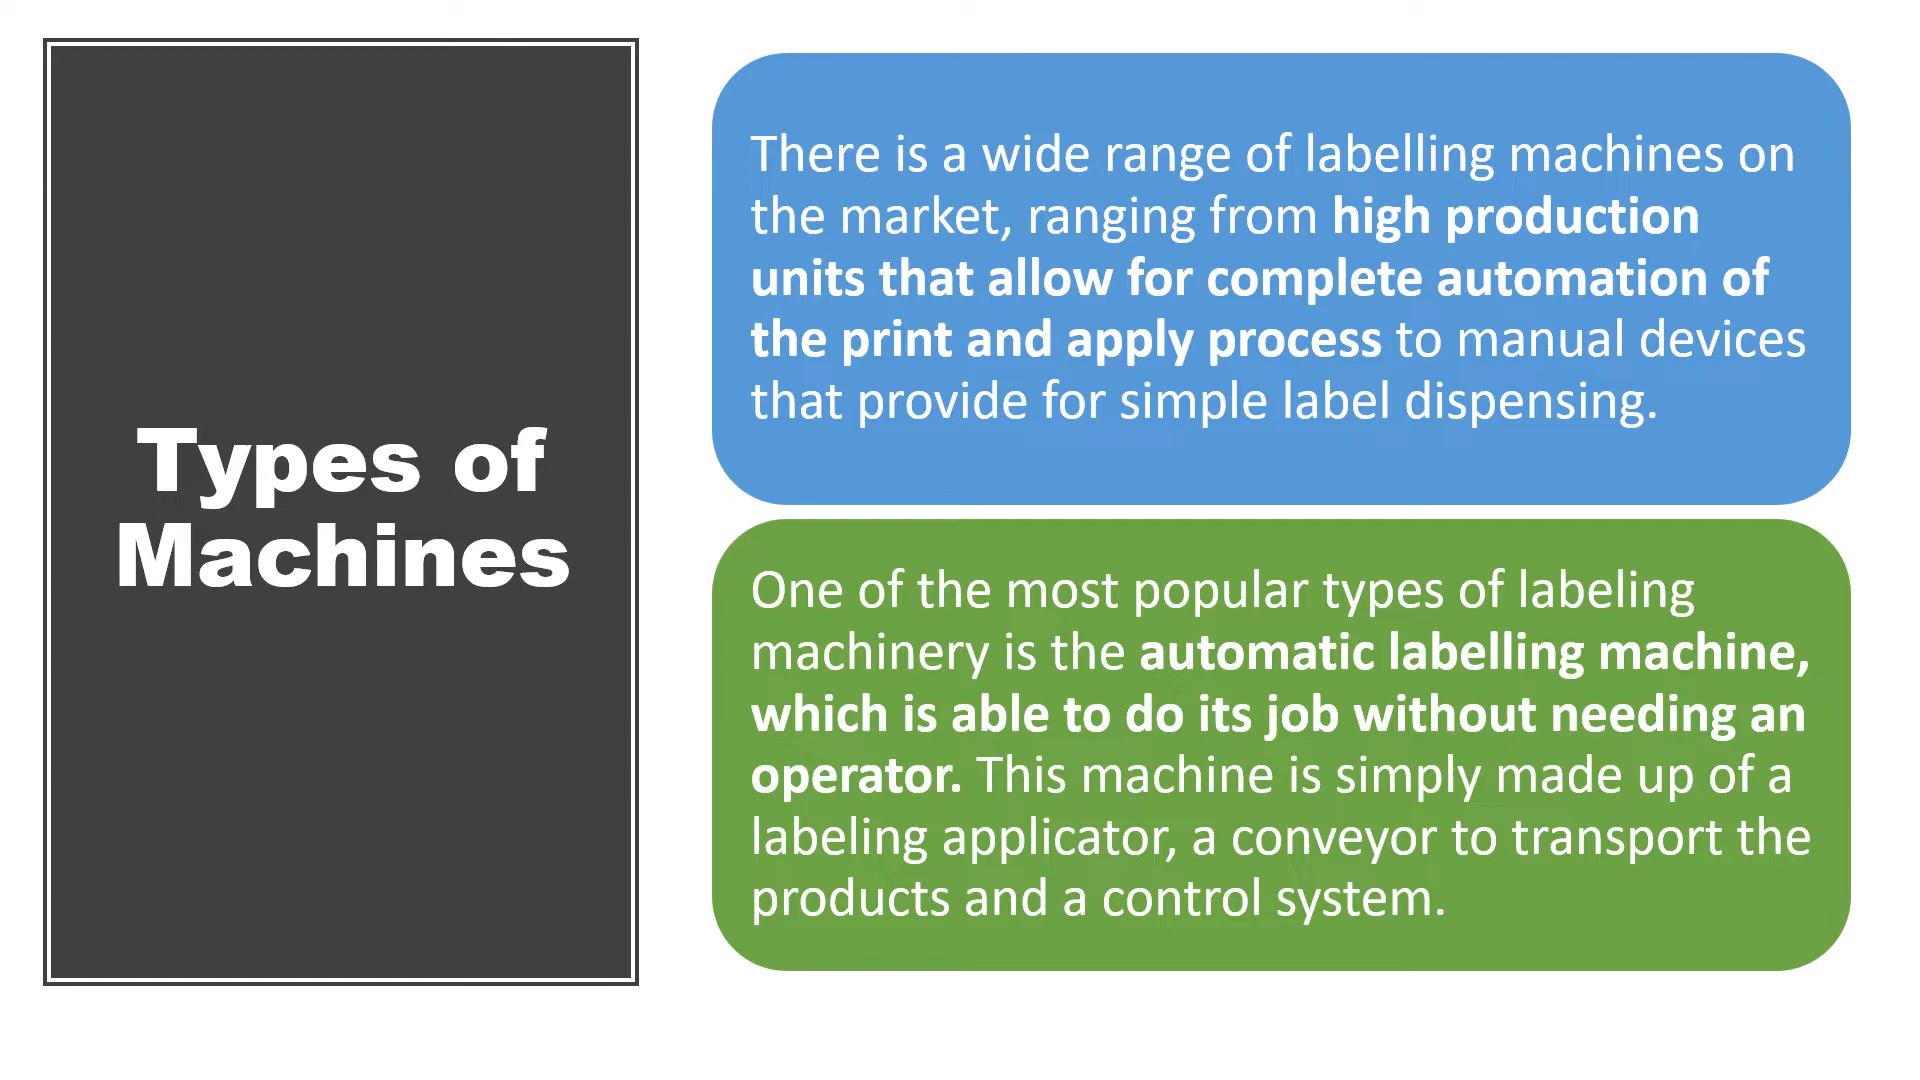 Types of
Machines
There is a wide range of labelling machines on
the market, ranging from high production
units that allow for complete automation of
the print and apply process to manual devices
that provide for simple label dispensing.
One of the most popular types of labeling
machinery is the automatic labelling machine,
which is able to do its job without needing an
operator. This machine is simply made up of a
labeling applicator, a conveyor to transport the
products and a control system.